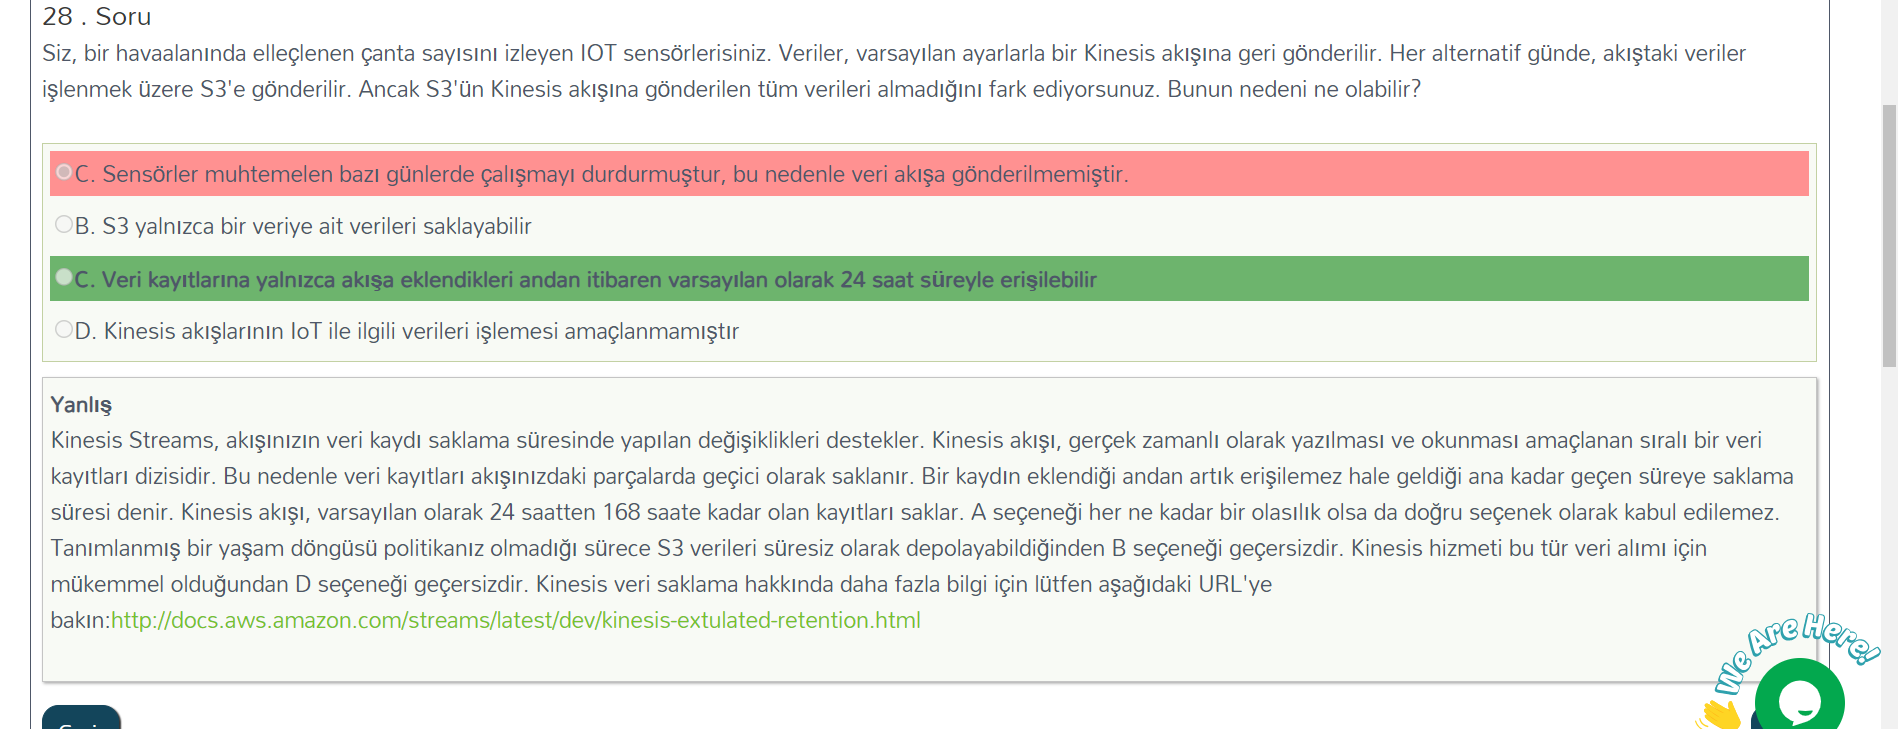 28 . Soru
Siz, bir havaalanında elleçlenen çanta sayısını izleyen IOT sensörlerisiniz. Veriler, varsayılan ayarlarla bir Kinesis akışına geri gönderilir. Her alternatif günde, akıştaki veriler
işlenmek üzere S3'e gönderilir. Ancak S3'ün Kinesis akışına gönderilen tüm verileri almadığını fark ediyorsunuz. Bunun nedeni ne olabilir?
C. Sensörler muhtemelen bazı günlerde çalışmayı durdurmuştur, bu nedenle veri akışa gönderilmemiştir.
B. S3 yalnızca bir veriye ait verileri saklayabilir
C. Veri kayıtlarına yalnızca akışa eklendikleri andan itibaren varsayılan olarak 24 saat süreyle erişilebilir
D. Kinesis akışlarının IoT ile ilgili verileri işlemesi amaçlanmamıştır
Yanlış
Kinesis Streams, akışınızın veri kaydı saklama süresinde yapılan değişiklikleri destekler. Kinesis akışı, gerçek zamanlı olarak yazılması ve okunması amaçlanan sıralı bir veri
kayıtları dizisidir. Bu nedenle veri kayıtları akışınızdaki parçalarda geçici olarak saklanır. Bir kaydın eklendiği andan artık erişilemez hale geldiği ana kadar geçen süreye saklama
süresi denir. Kinesis akışı, varsayılan olarak 24 saatten 168 saate kadar olan kayıtları saklar. A seçeneği her ne kadar bir olasılık olsa da doğru seçenek olarak kabul edilemez.
Tanımlanmış bir yaşam döngüsü politikanız olmadığı sürece S3 verileri süresiz olarak depolayabildiğinden B seçeneği geçersizdir. Kinesis hizmeti bu tür veri alımı için
mükemmel olduğundan D seçeneği geçersizdir. Kinesis veri saklama hakkında daha fazla bilgi için lütfen aşağıdaki URL'ye
bakın:http://docs.aws.amazon.com/streams/latest/dev/kinesis-extulated-retention.html
We Are Here!